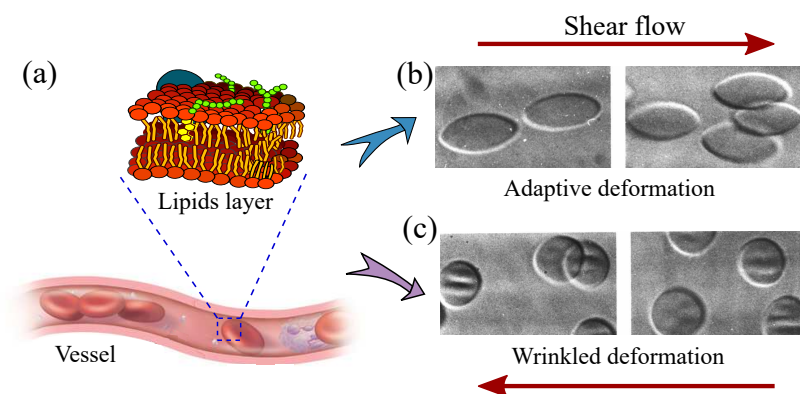 Shear flow
(a)
(b)
Lipids layer
Adaptive deformation
(c)
Vessel
Wrinkled deformation